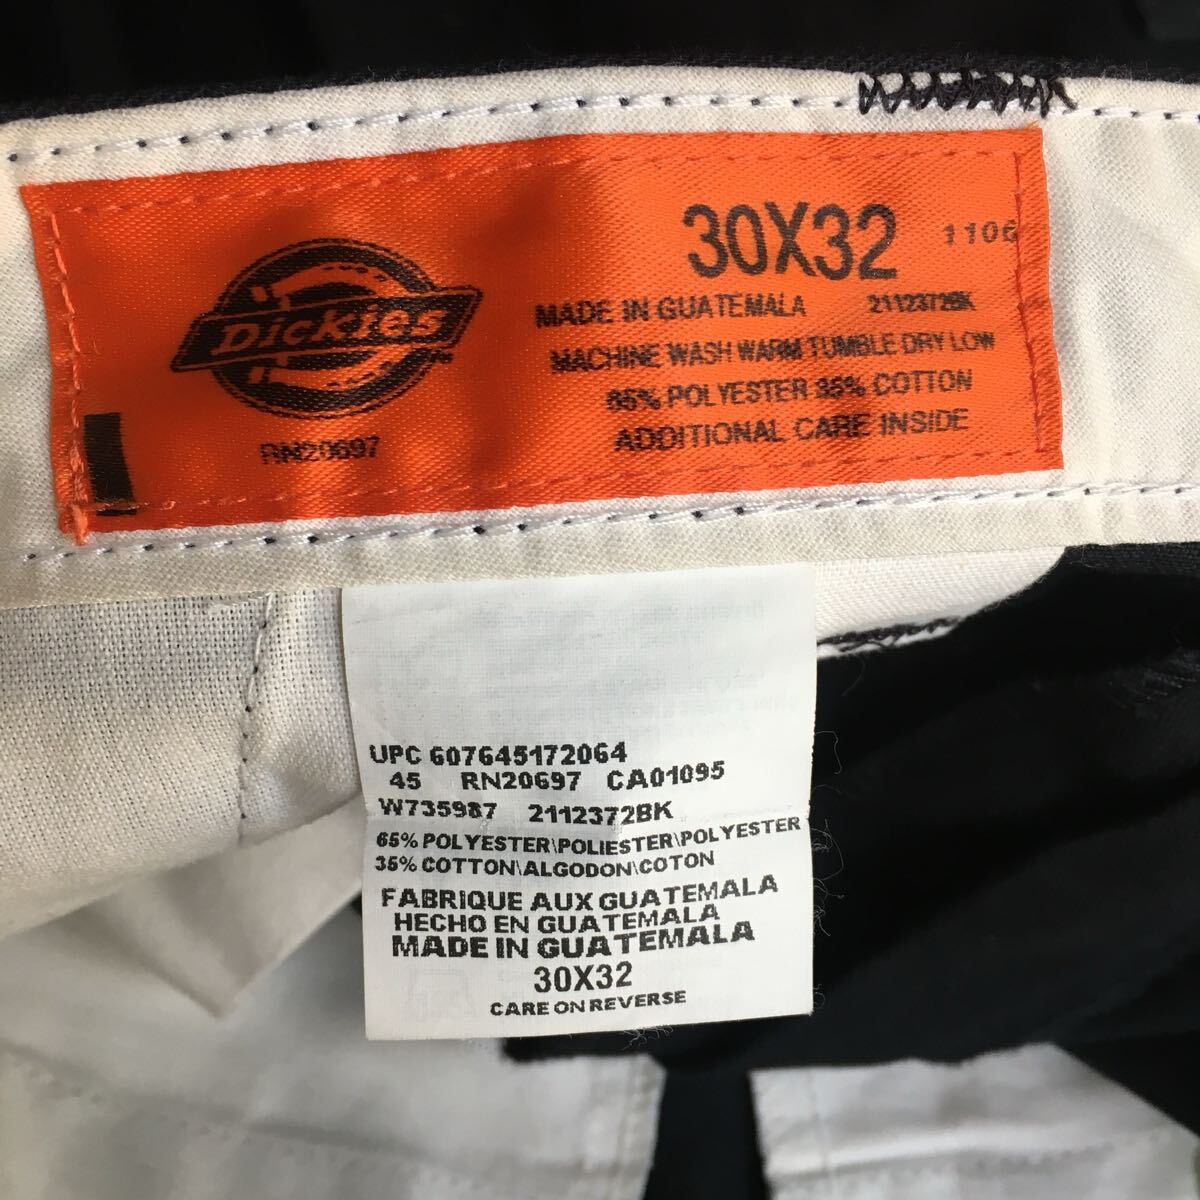 30X32 1106
Dickies
MADE IN GUATEMALA 2112372BK
MACHINE WASH WARM TUMBLE DRY LOW
65% POLYESTER 35% COTTON
ADDITIONAL CARE INSIDE
RN20697
UPC 607645172064
45 RN20697 CA01095
W735987 2112372BK
65% POLYESTER\POLIESTER\POLYESTER
35% COTTON\ALGODON\COTON
FABRIQUE AUX GUATEMALA
HECHO EN GUATEMALA
MADE IN GUATEMALA
30X32
CARE ON REVERSE